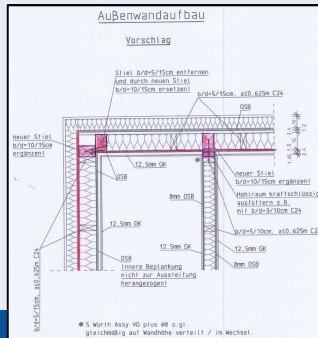 Außenwandaufbau
Vorschlag
Stiel b/d=5/15cm entfernen
und durch neuen Stiel
b/d=10/15cm ersetzen!
b/d=5/15cm, a≤0,625m C24
OSB
neuer Stiel
b/d=10/15cm
ergänzen!
12.5mm GK
OSB
neuer Stiel
b/d=10/15cm ergänzen!
Hohlraum kraftschlüssig
ausfüttern z.B.
mit b/d=3/10cm C24
8mm OSB
12.5mm GK
b/d=5/10cm, a≤0,625m C24
b/d=5/15cm, a≤0,625m C24
OSB
innere Beplankung
nicht zur Aussteifung
herangezogen!
12.5mm GK
12.5mm GK
8mm OSB
* 5 Würth Assy VG plus ø8 o.gl.
gleichmäßig auf Wandhöhe verteilt / im Wechsel.